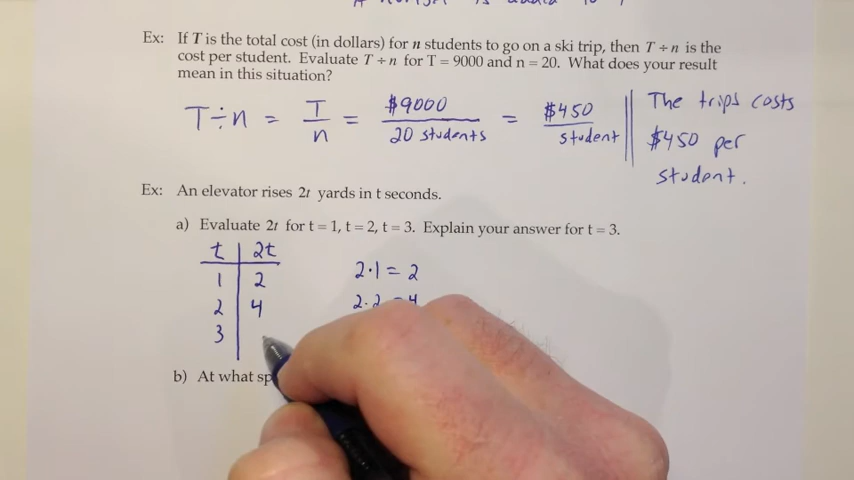 Ex: If T is the total cost (in dollars) for n students to go on a ski trip, then T ÷ n is the
cost per student. Evaluate T ÷ n for T = 9000 and n = 20. What does your result
mean in this situation?
T÷n = T/n = $9000/20 students = $450/student
The trips costs
$450 per
student.
Ex: An elevator rises 2t yards in t seconds.
a) Evaluate 2t for t = 1, t = 2, t = 3. Explain your answer for t = 3.
t 2t
1 2 2·1 = 2
2 4 2·2 = 4
3
b) At what